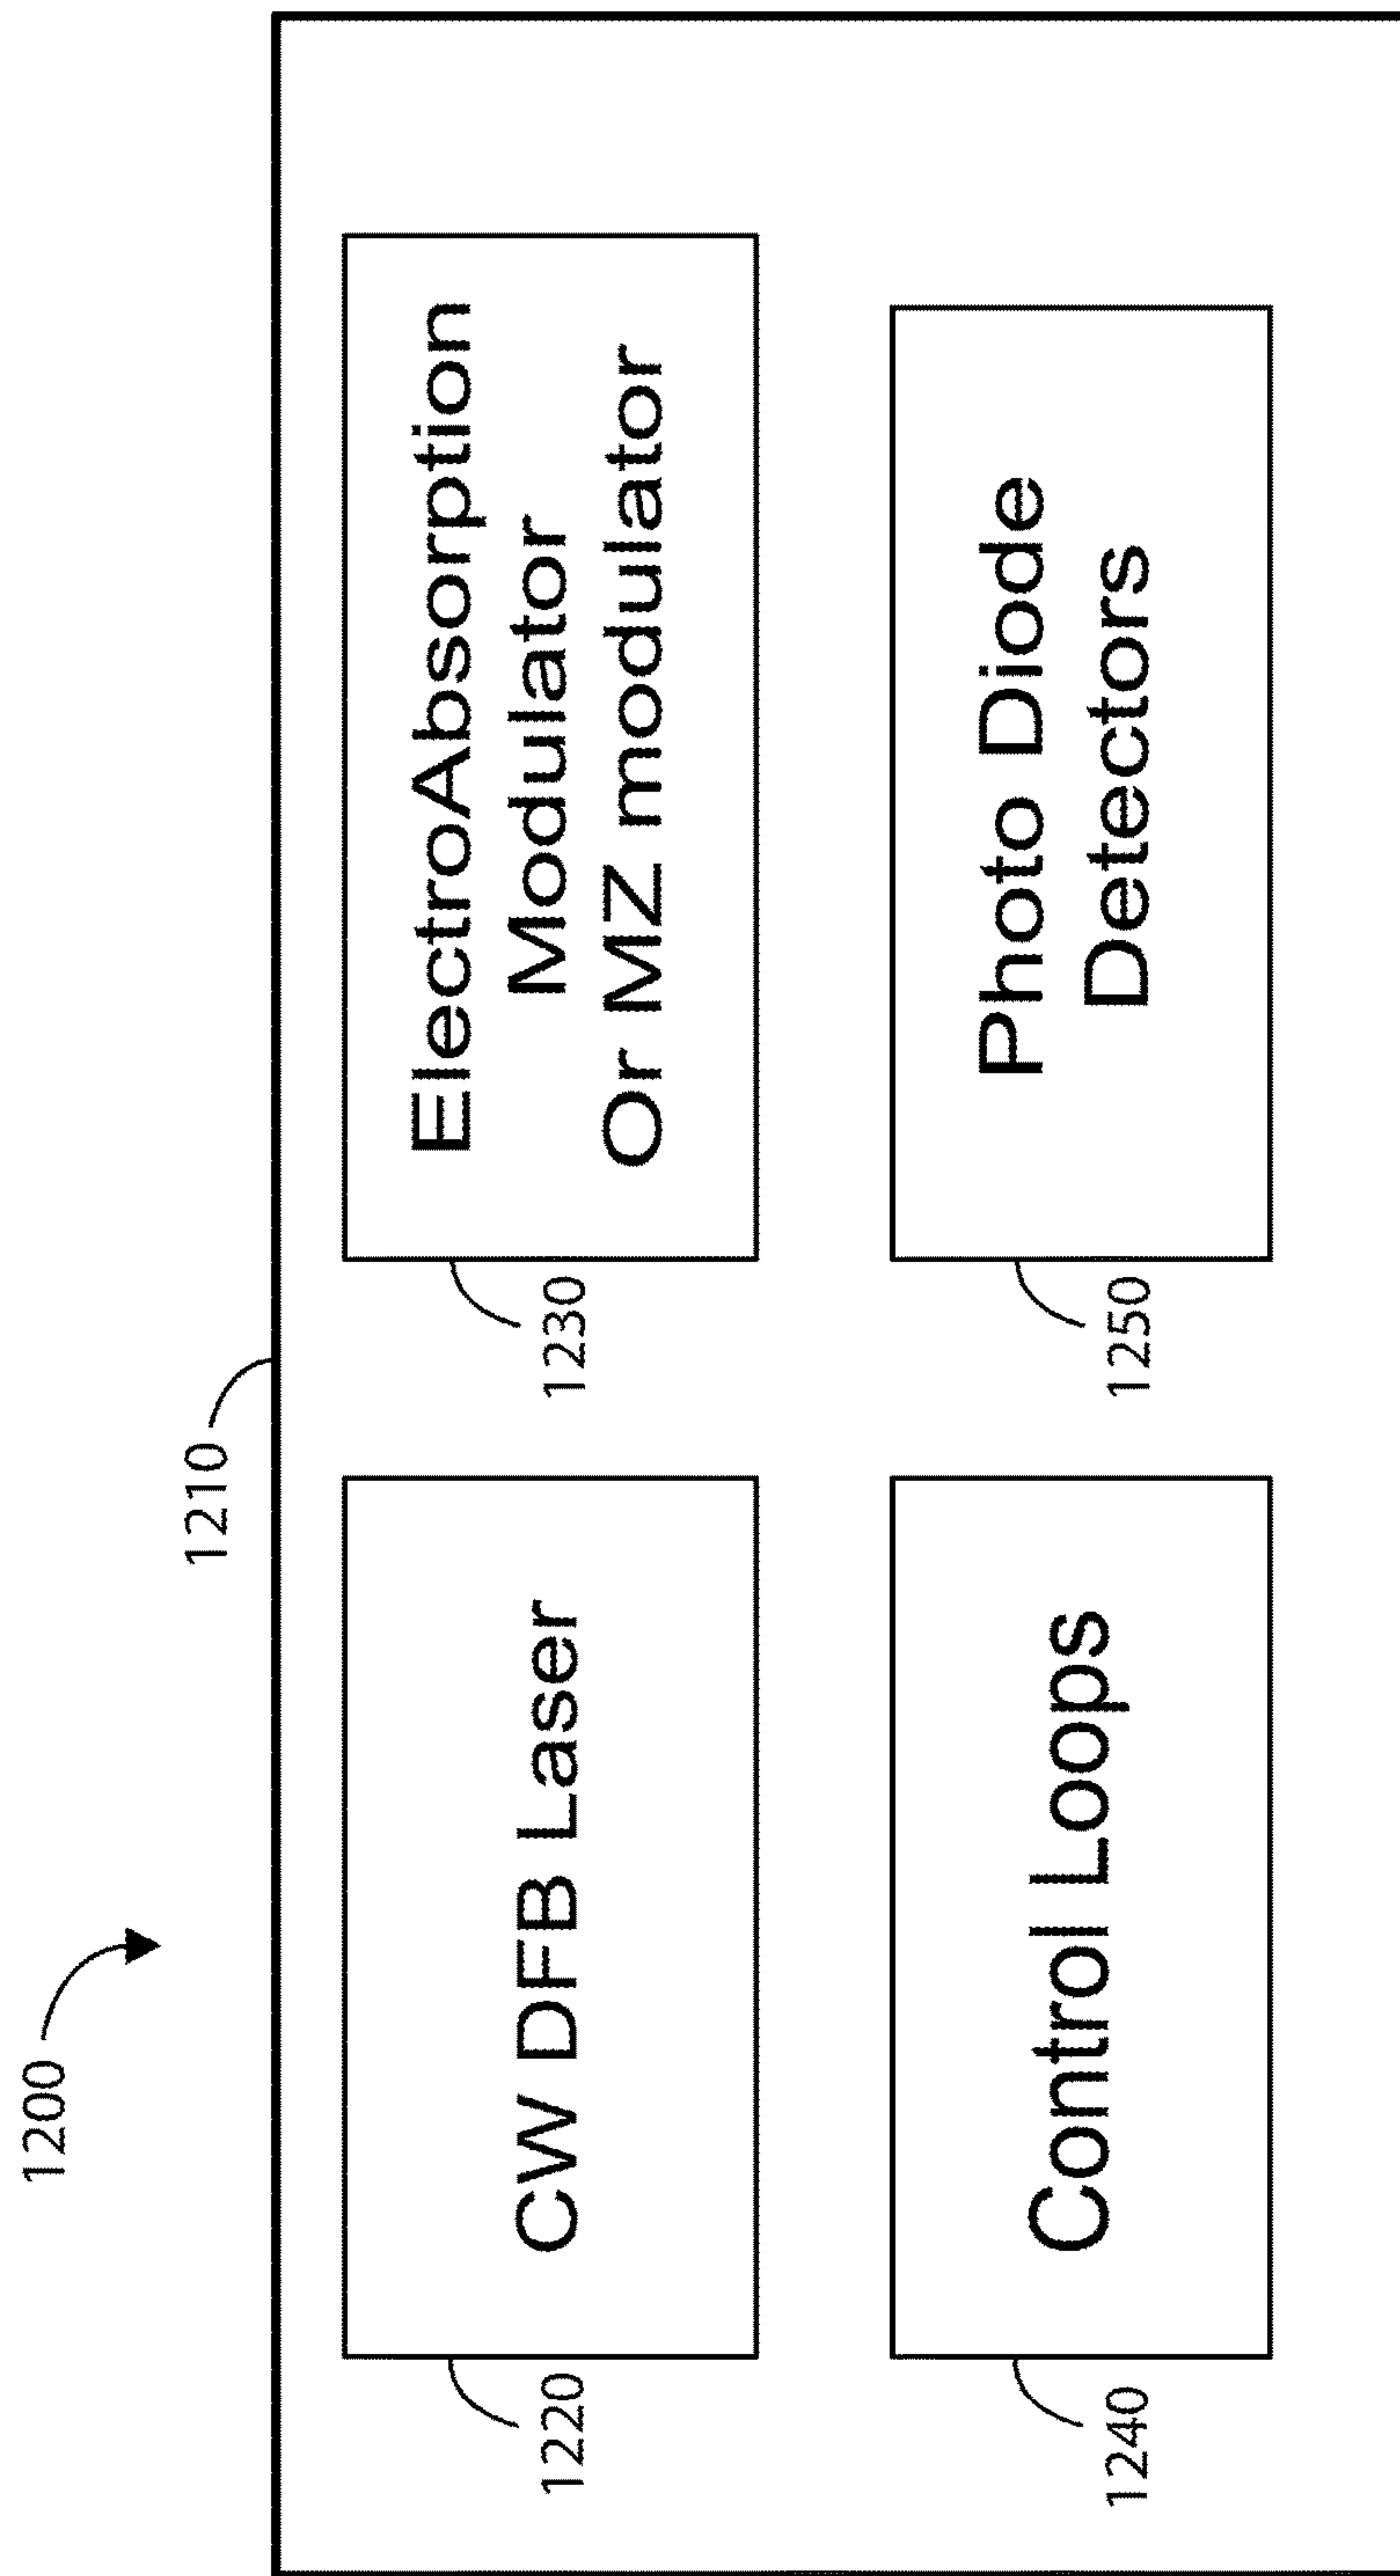 1200
1210
1220
CW DFB Laser
1230
ElectroAbsorption
Modulator
Or MZ modulator
1240
Control Loops
1250
Photo Diode
Detectors